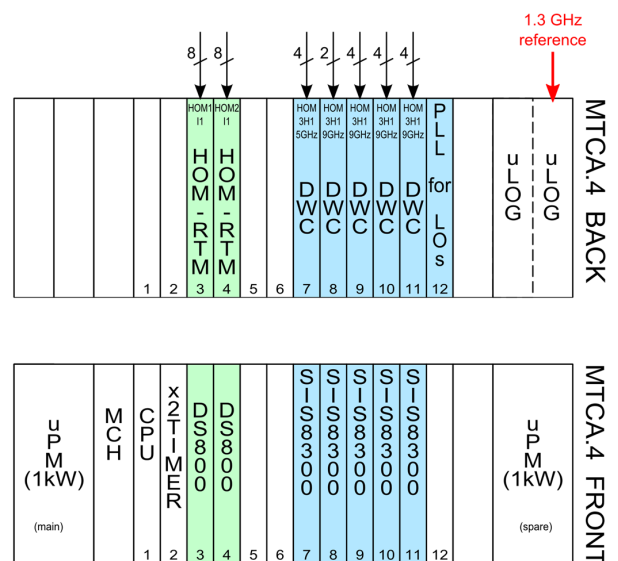 1.3 GHz
reference
8
8
4
2
4
4
4
HOM1
I1
HOM2
I1
HOM
3H1
5GHz
HOM
3H1
9GHz
HOM
3H1
9GHz
HOM
3H1
9GHz
HOM
3H1
9GHz
HOM-RTM
HOM-RTM
DWC
DWC
DWC
DWC
DWC
PLL for LOs
uLOG
uLOG
1
2
3
4
5
6
7
8
9
10
11
12
MTCA.4 BACK
uPM
(1kW)
(main)
MCH
CPU
x2TIMER
DS800
DS800
SIS8300
SIS8300
SIS8300
SIS8300
SIS8300
uPM
(1kW)
(spare)
1
2
3
4
5
6
7
8
9
10
11
12
MTCA.4 FRONT